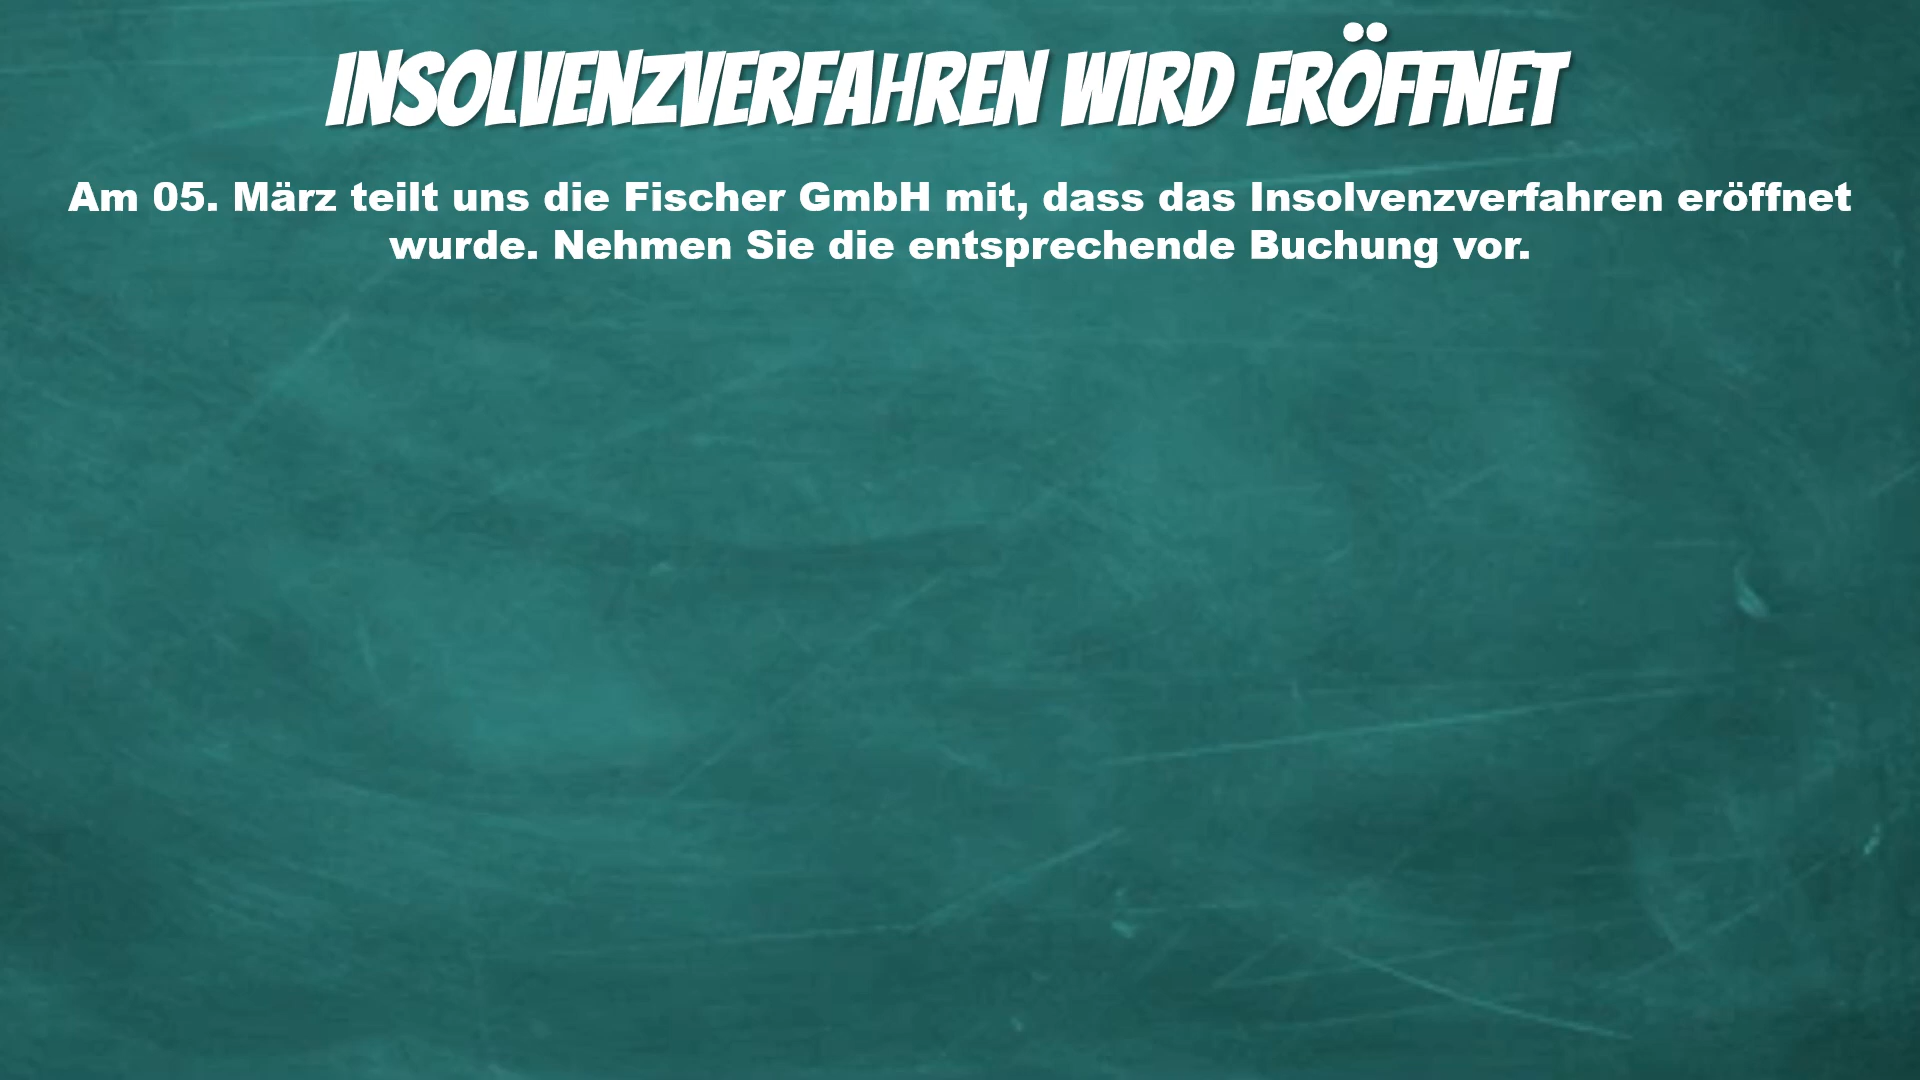 INSOLVENZVERFAHREN WIRD ERÖFFNET
Am 05. März teilt uns die Fischer GmbH mit, dass das Insolvenzverfahren eröffnet
wurde. Nehmen Sie die entsprechende Buchung vor.